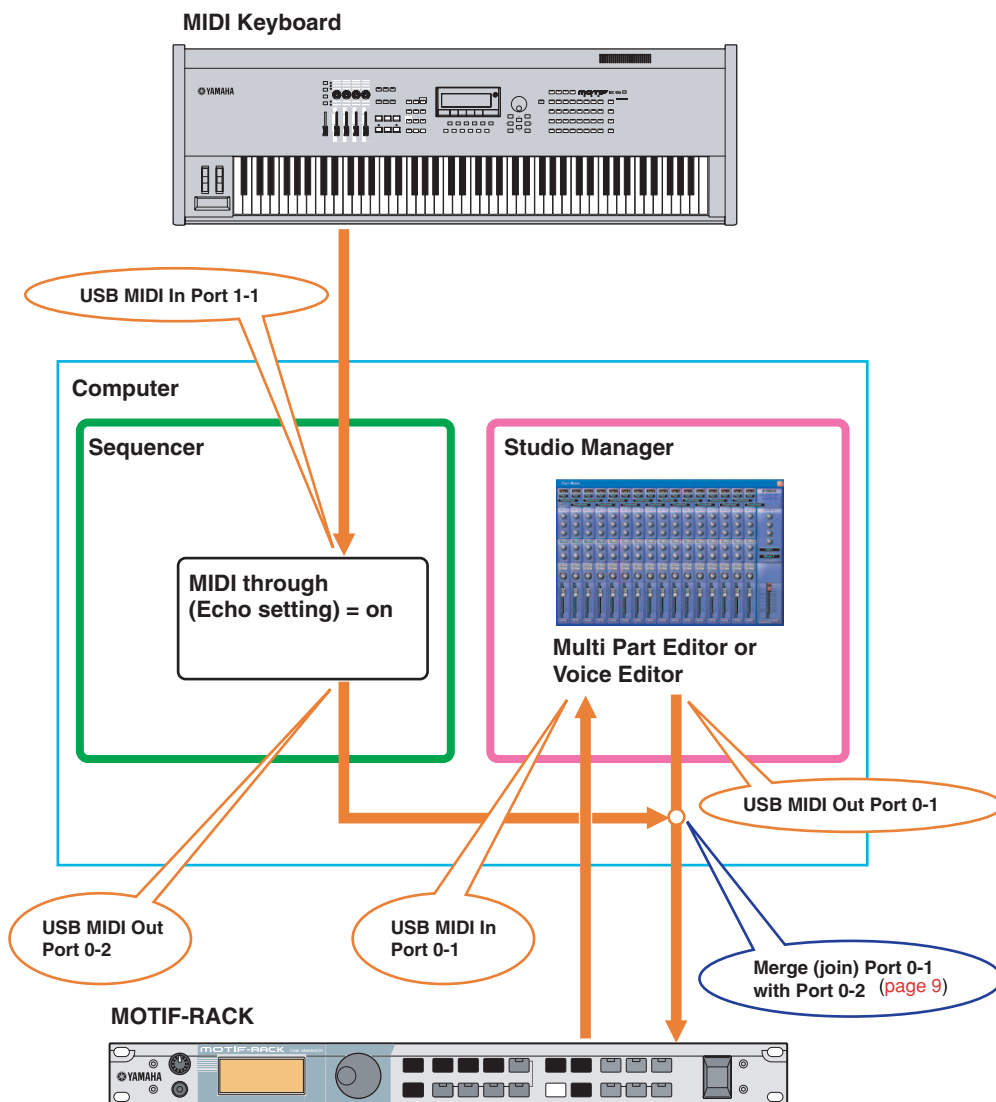 MIDI Keyboard
YAMAHA
MOTIF
USB MIDI In Port 1-1
Computer
Sequencer
Studio Manager
MIDI through
(Echo setting) = on
Multi Part Editor or
Voice Editor
USB MIDI Out Port 0-1
USB MIDI Out
Port 0-2
USB MIDI In
Port 0-1
Merge (join) Port 0-1
with Port 0-2 (page 9)
MOTIF-RACK
MOTIF-RACK TONE GENERATOR
YAMAHA